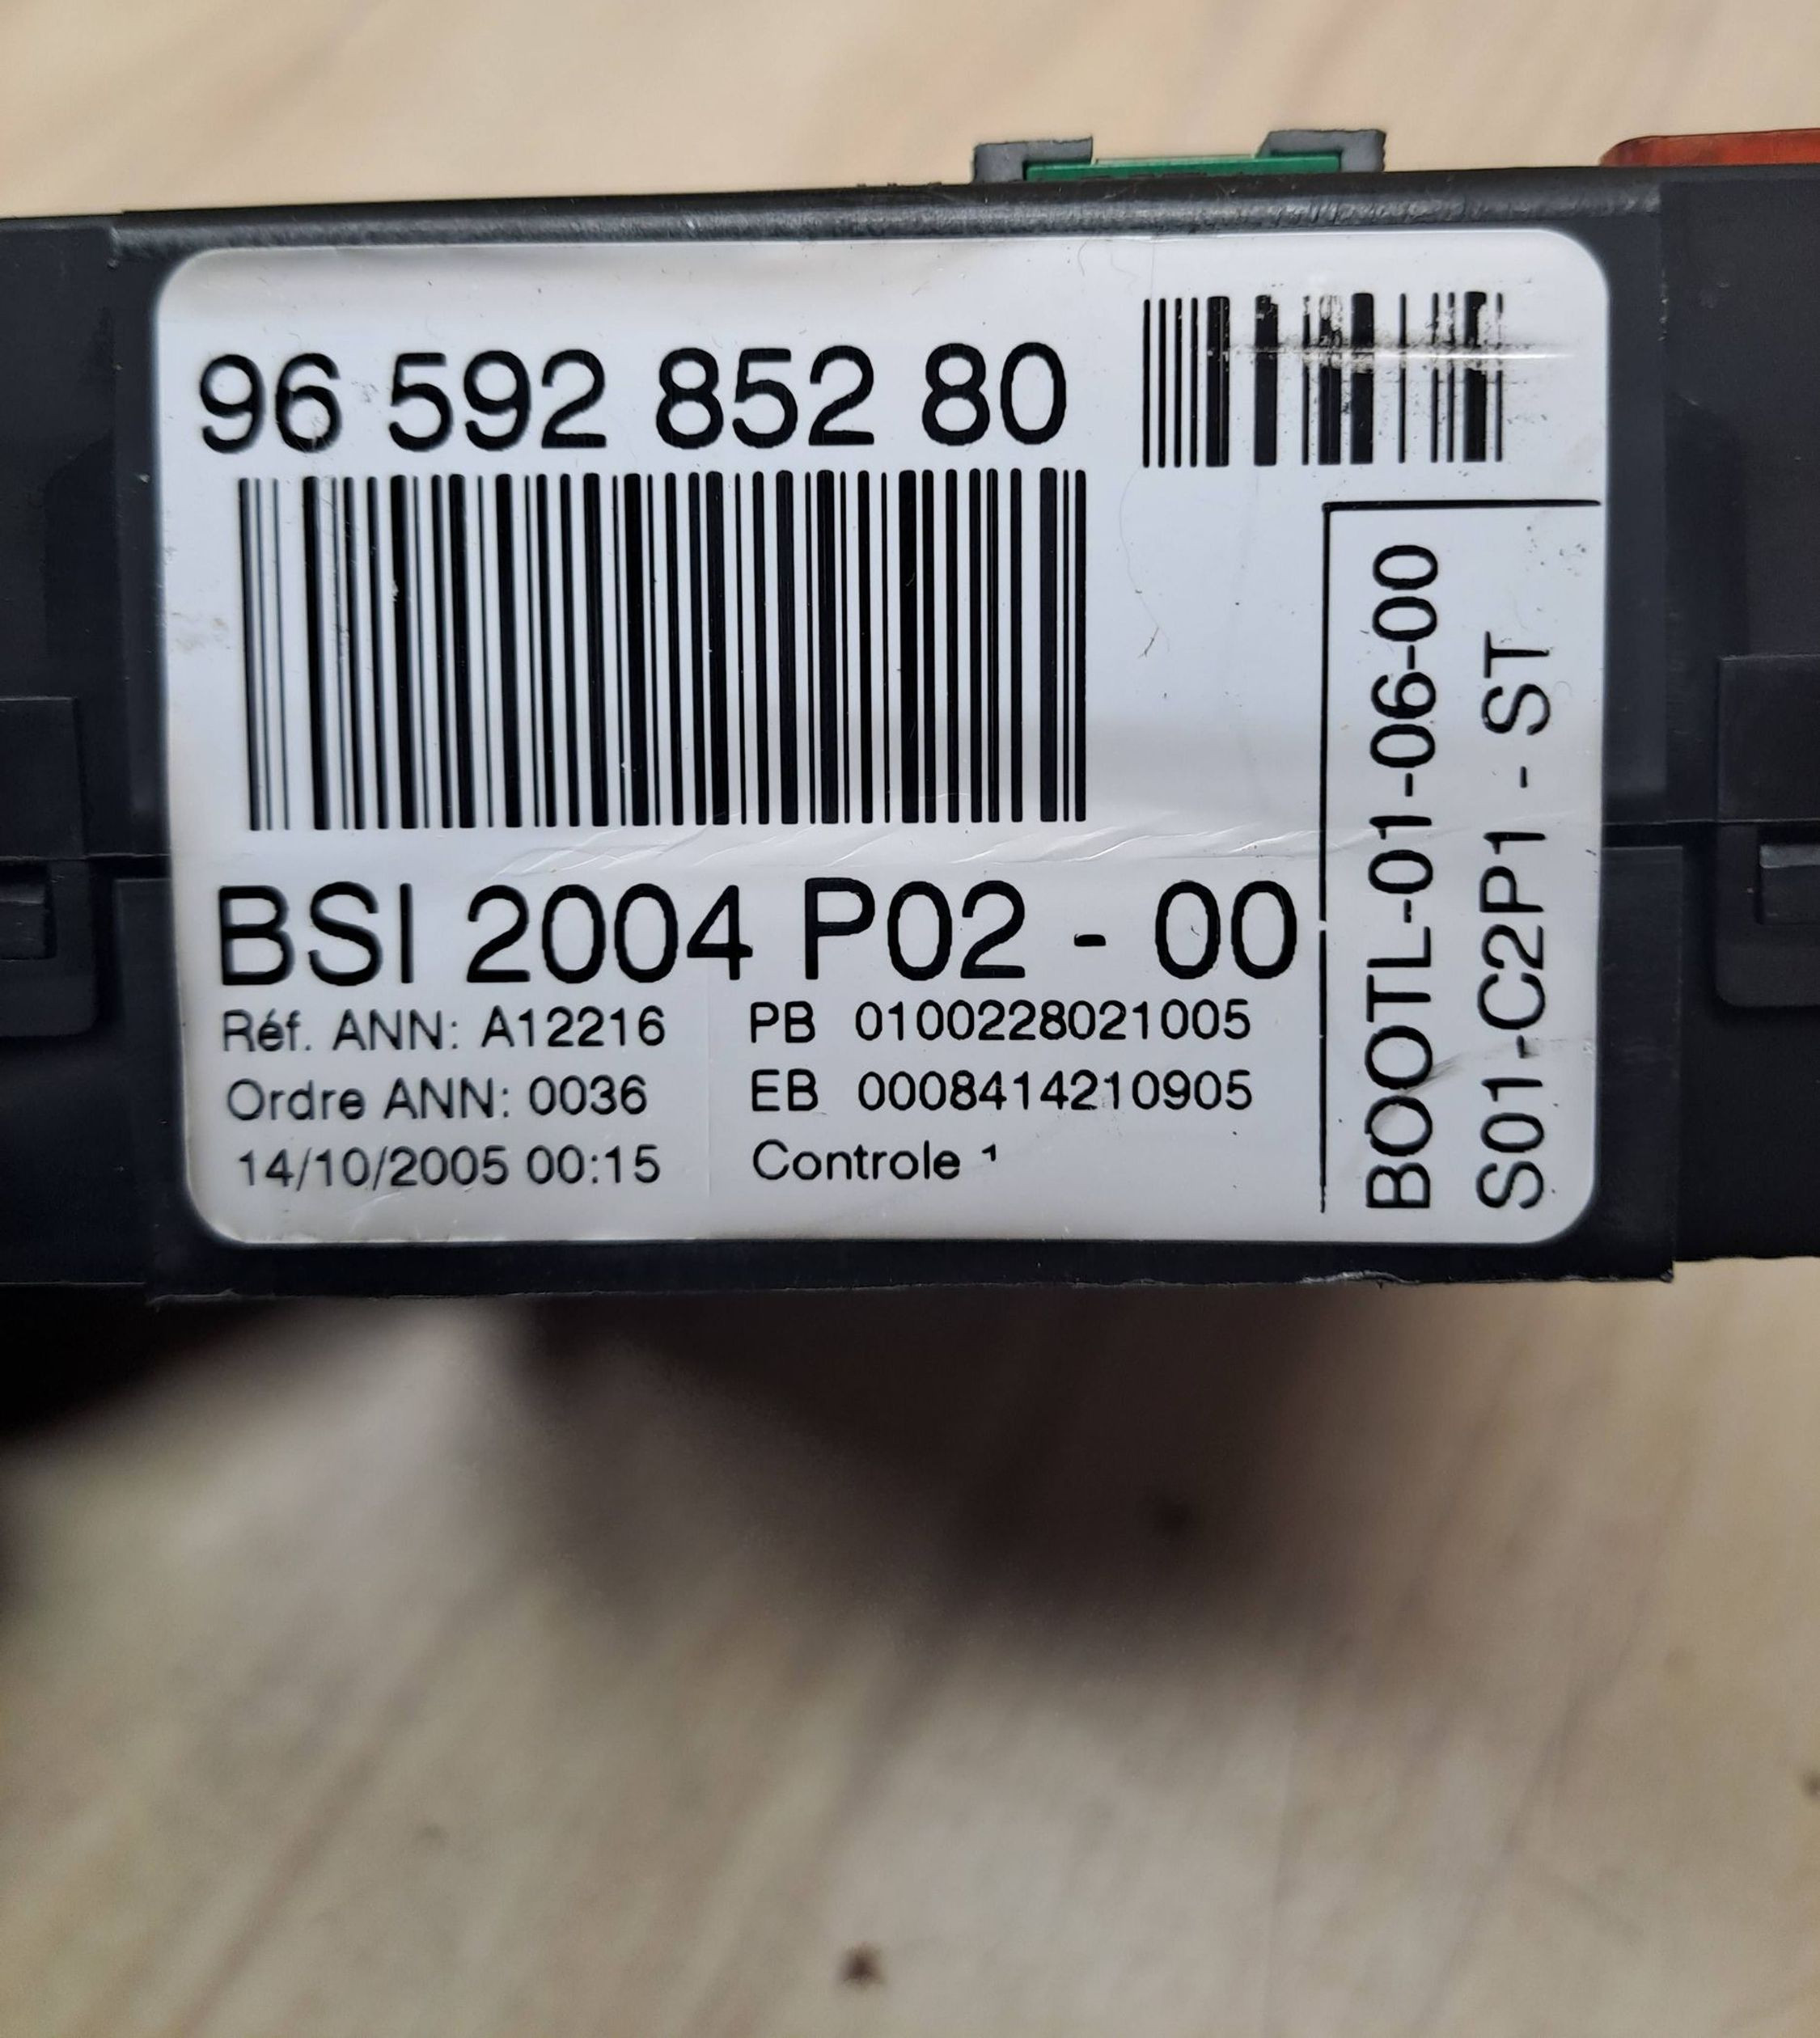 96 592 852 80
BSI 2004 P02 - 00
Réf. ANN: A12216
Ordre ANN: 0036
14/10/2005 00:15
PB 0100228021005
EB 0008414210905
Controle 1
BOOTL-01-06-00
S01-C2P1 - ST